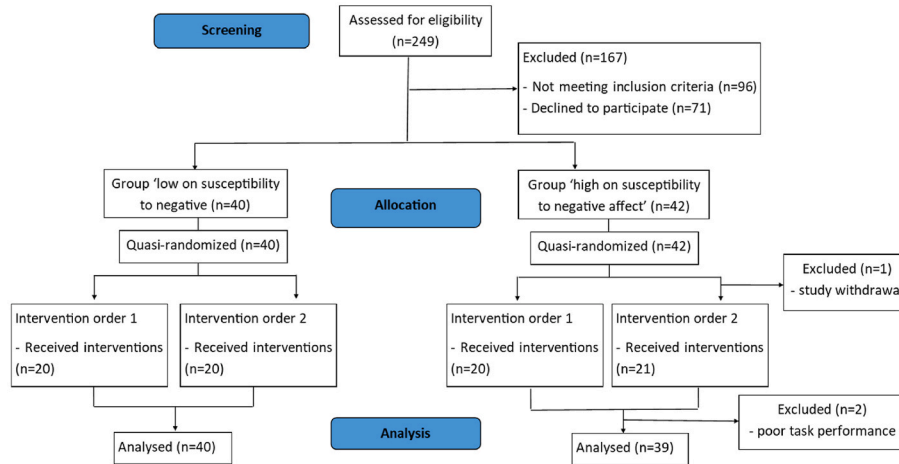 Screening
Assessed for eligibility
(n=249)
Excluded (n=167)
- Not meeting inclusion criteria (n=96)
- Declined to participate (n=71)
Group 'low on susceptibility
to negative (n=40)
Allocation
Group 'high on susceptibility
to negative affect' (n=42)
Quasi-randomized (n=40)
Quasi-randomized (n=42)
Excluded (n=1)
- study withdrawal
Intervention order 1
- Received interventions
(n=20)
Intervention order 2
- Received interventions
(n=20)
Intervention order 1
- Received interventions
(n=20)
Intervention order 2
- Received interventions
(n=21)
Excluded (n=2)
- poor task performance
Analysis
Analysed (n=40)
Analysed (n=39)